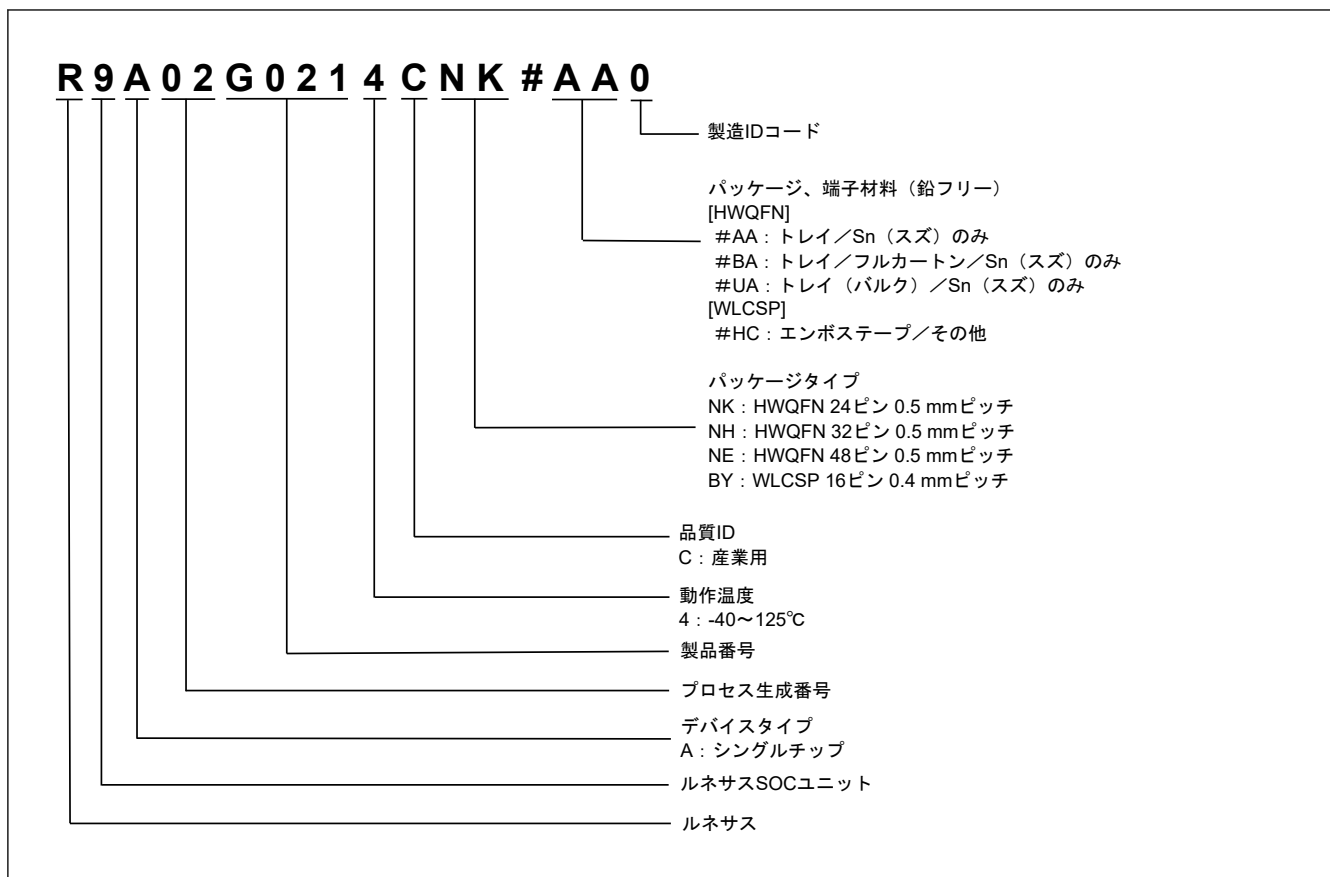 R9A02G0214CNK#AA0
製造IDコード
パッケージ、端子材料（鉛フリー）
[HWQFN]
＃AA：トレイ／Sn（スズ）のみ
＃BA：トレイ／フルカートン／Sn（スズ）のみ
＃UA：トレイ（バルク）／Sn（スズ）のみ
[WLCSP]
＃HC：エンボステープ／その他
パッケージタイプ
NK：HWQFN 24ピン 0.5 mmピッチ
NH：HWQFN 32ピン 0.5 mmピッチ
NE：HWQFN 48ピン 0.5 mmピッチ
BY：WLCSP 16ピン 0.4 mmピッチ
品質ID
C：産業用
動作温度
4：-40～125℃
製品番号
プロセス生成番号
デバイスタイプ
A：シングルチップ
ルネサスSOCユニット
ルネサス